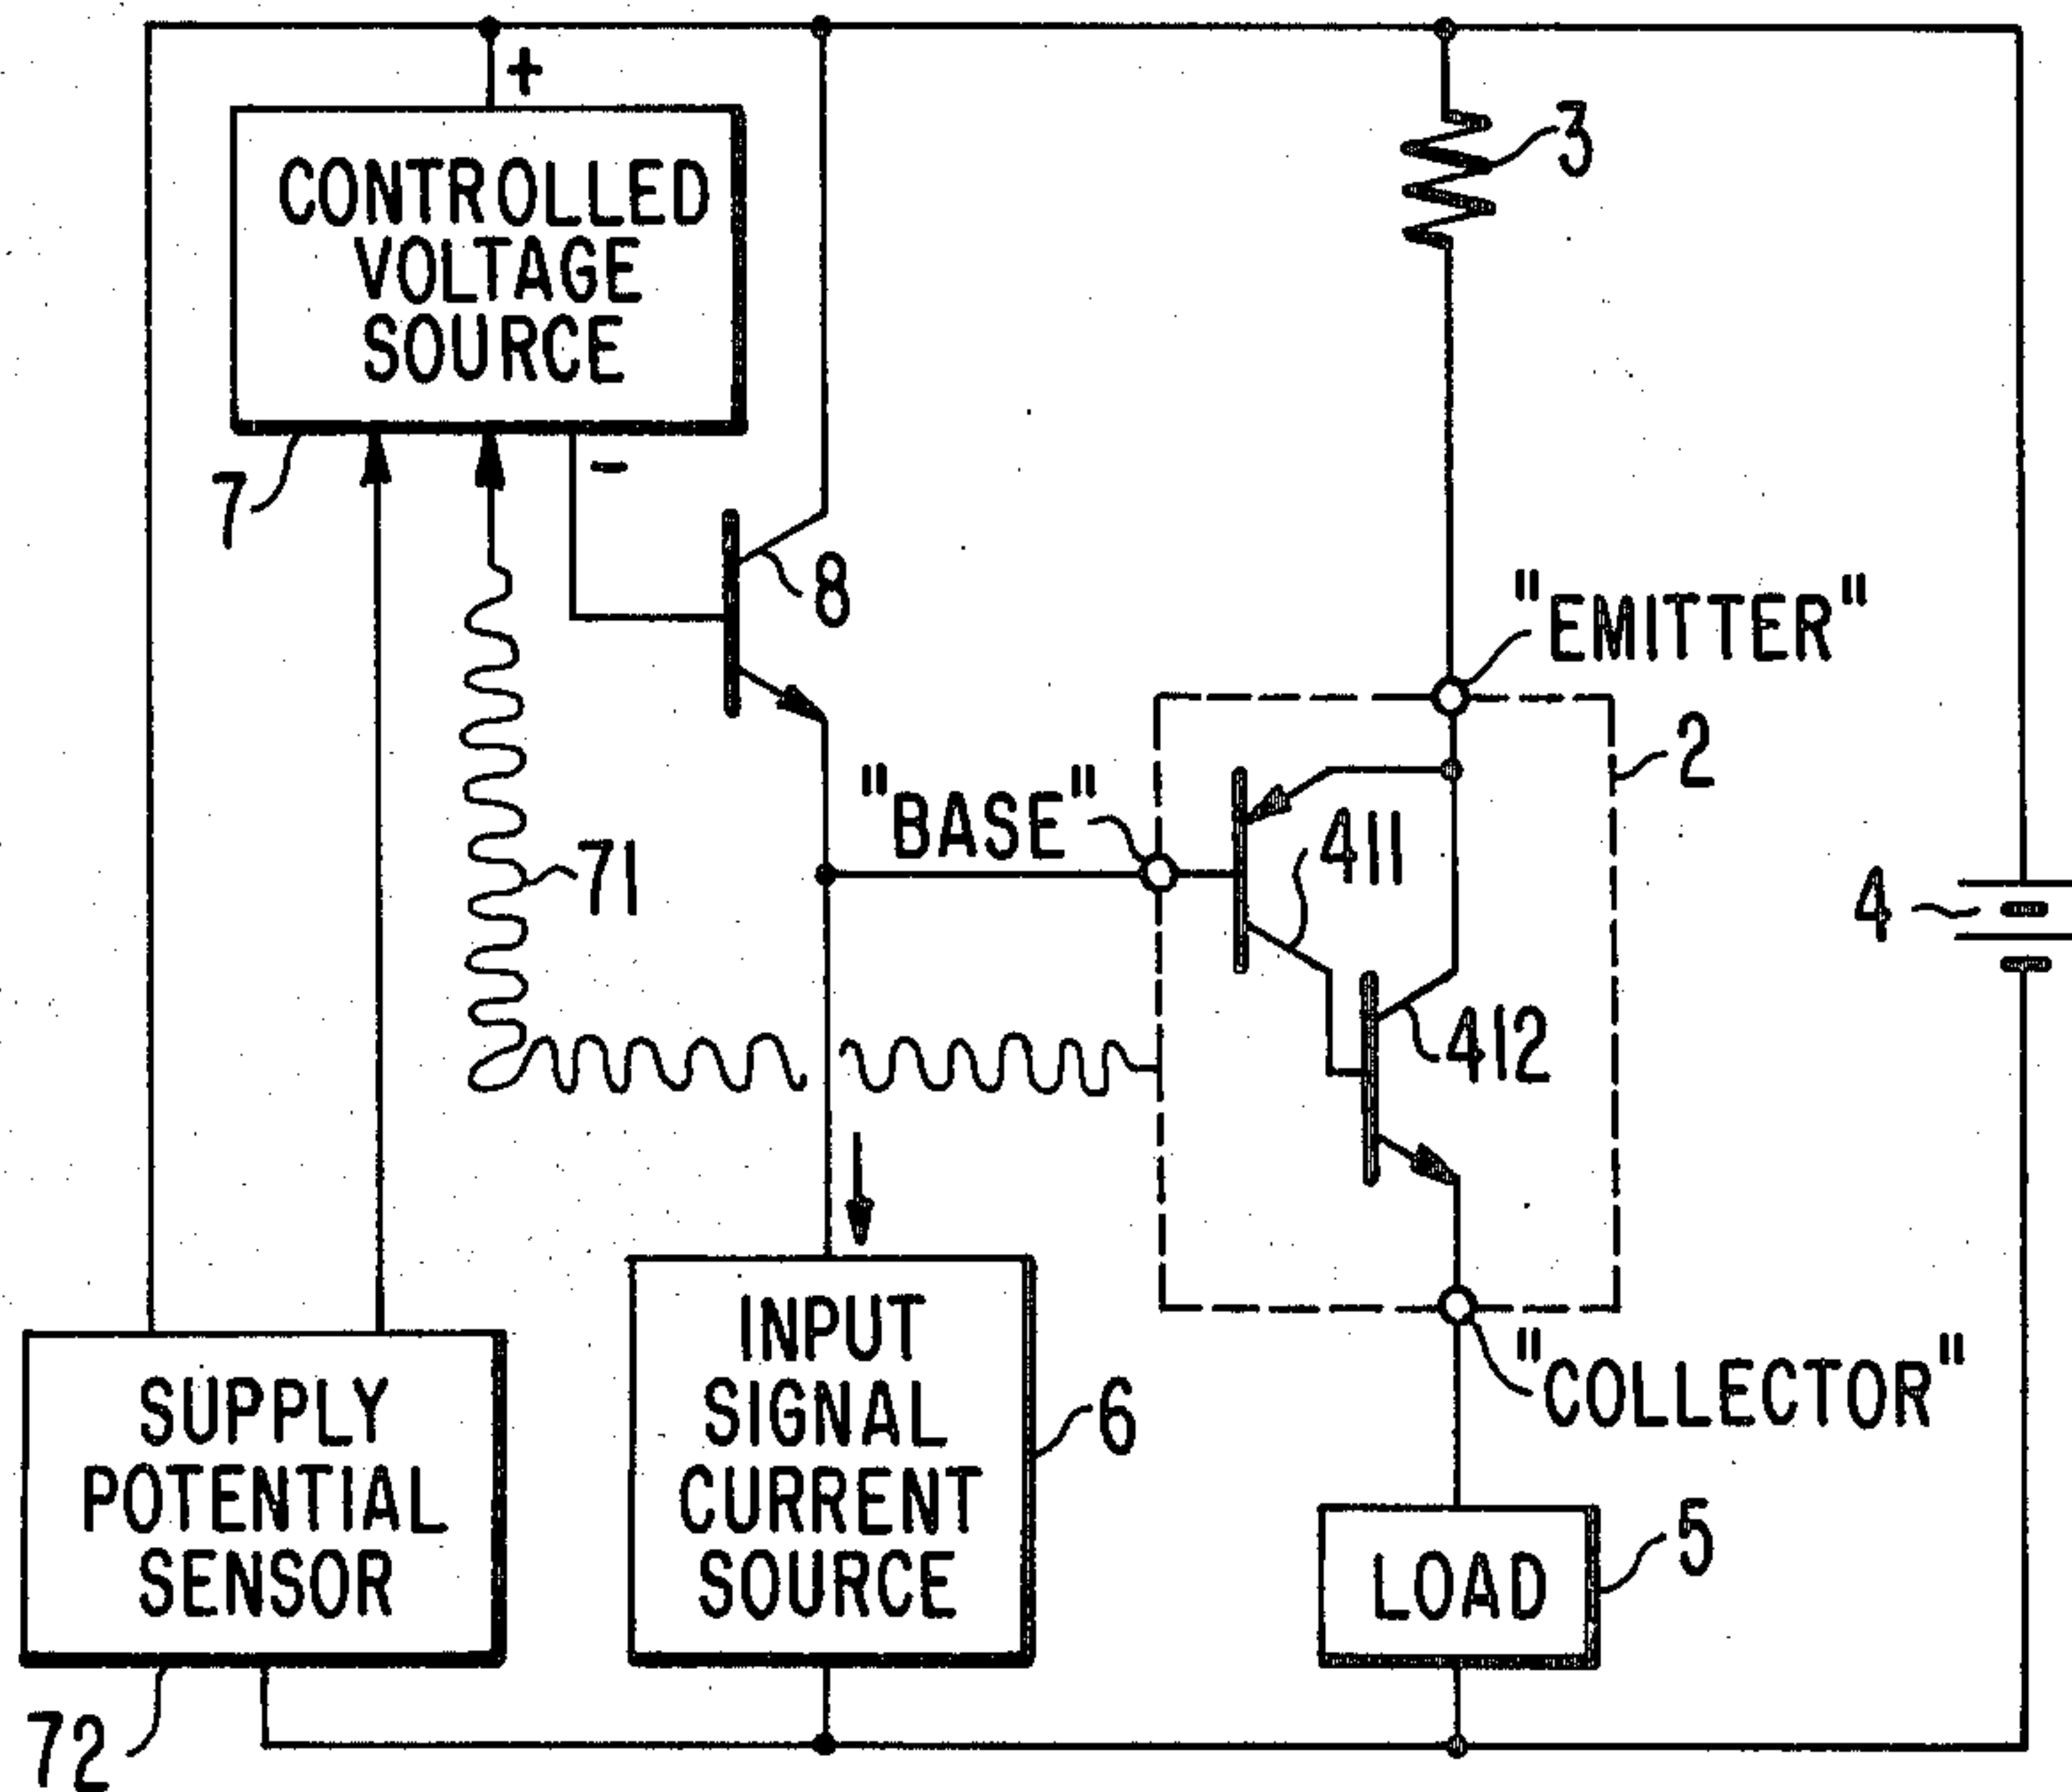 +
CONTROLLED
VOLTAGE
SOURCE
3
7
-
8
"EMITTER"
2
"BASE"
411
71
4
412
INPUT
SIGNAL
CURRENT
SOURCE
6
"COLLECTOR"
SUPPLY
POTENTIAL
SENSOR
5
LOAD
72